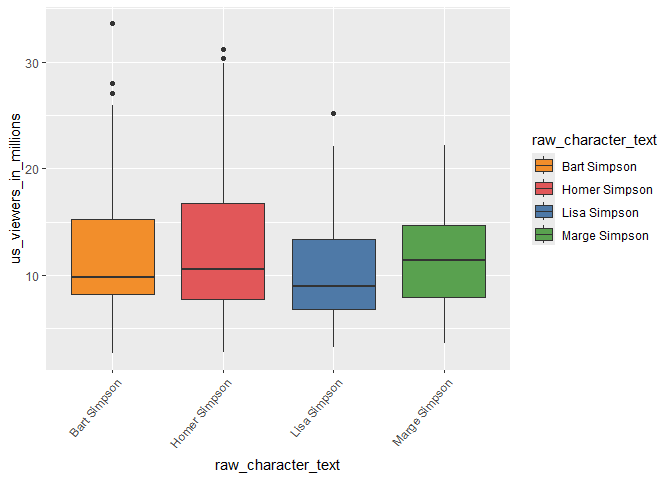 us_viewers_in_millions
30
20
10
Bart Simpson
Homer Simpson
Lisa Simpson
Marge Simpson
raw_character_text
raw_character_text
Bart Simpson
Homer Simpson
Lisa Simpson
Marge Simpson